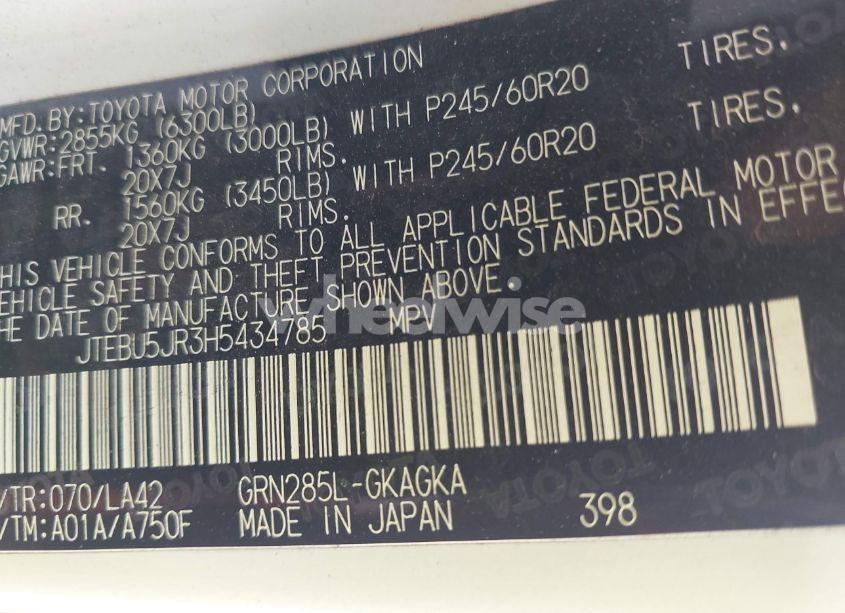 MFD. BY:TOYOTA MOTOR CORPORATION
GVWR:2855KG (6300LB)
GAWR:FRT. 1360KG (3000LB) WITH P245/60R20 TIRES,
20X7J RIMS.
RR. 1560KG (3450LB) WITH P245/60R20 TIRES,
20X7J RIMS.
HIS VEHICLE CONFORMS TO ALL APPLICABLE FEDERAL MOTOR
EHICLE SAFETY AND THEFT PREVENTION STANDARDS IN EFFEC
HE DATE OF MANUFACTURE SHOWN ABOVE.
JTEBU5JR3H5434785 MPV
wheelwise
/TR:070/LA42 GRN285L-GKAGKA
/TM:A01A/A750F MADE IN JAPAN 398